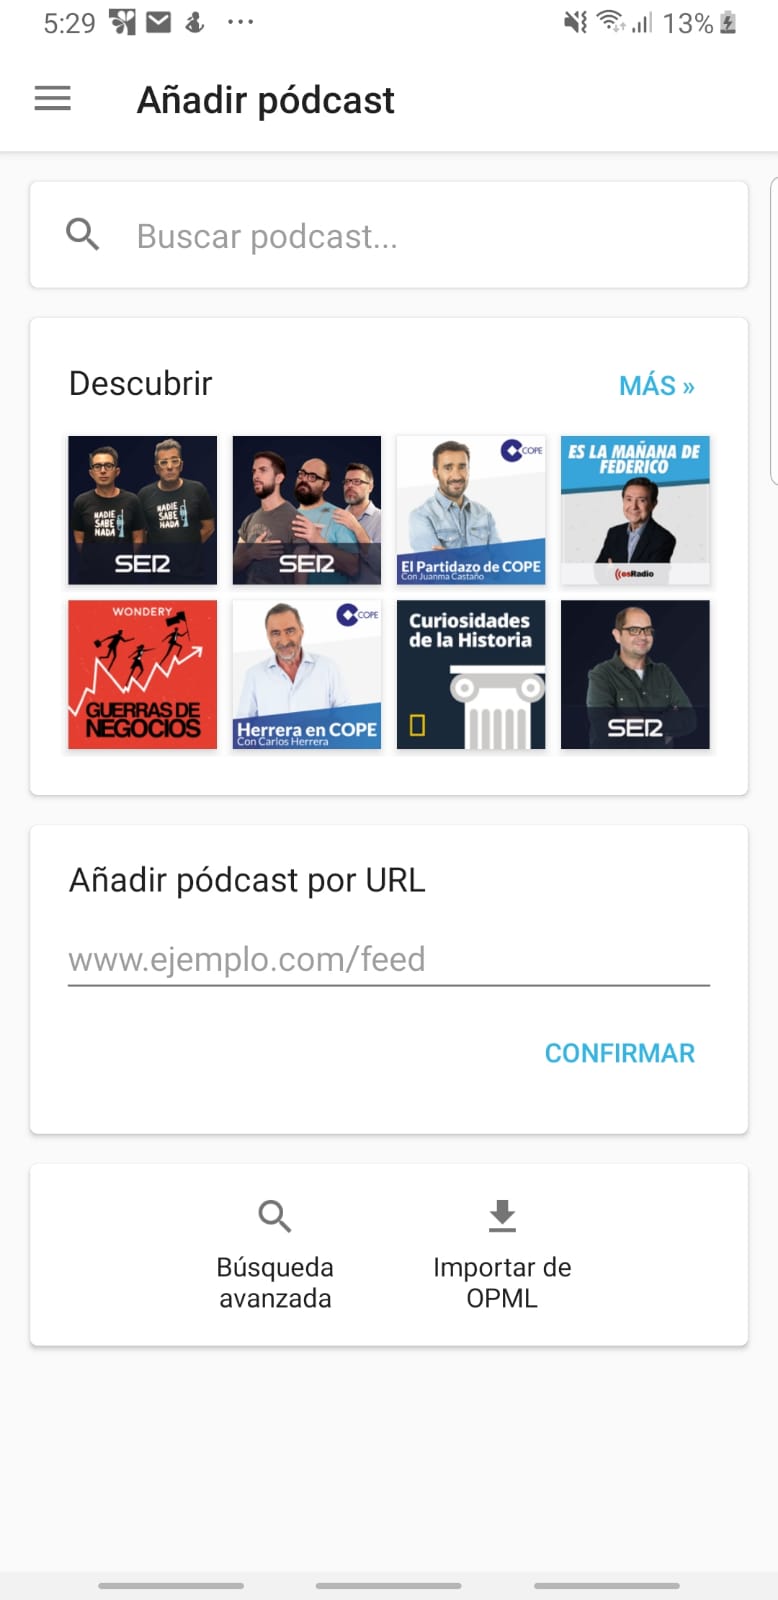 5:29
13%
Añadir pódcast
Buscar podcast...
Descubrir
MÁS »
NADIE
SABE
NADA
NADIE
SABE
NADA
SER
SER
COPE
El Partidazo de COPE
Con Juanma Castaño
ES LA MAÑANA DE
FEDERICO
esRadio
WONDERY
GUERRAS DE
NEGOCIOS
COPE
Herrera en COPE
Con Carlos Herrera
Curiosidades
de la Historia
SER
Añadir pódcast por URL
www.ejemplo.com/feed
CONFIRMAR
Búsqueda
avanzada
Importar de
OPML